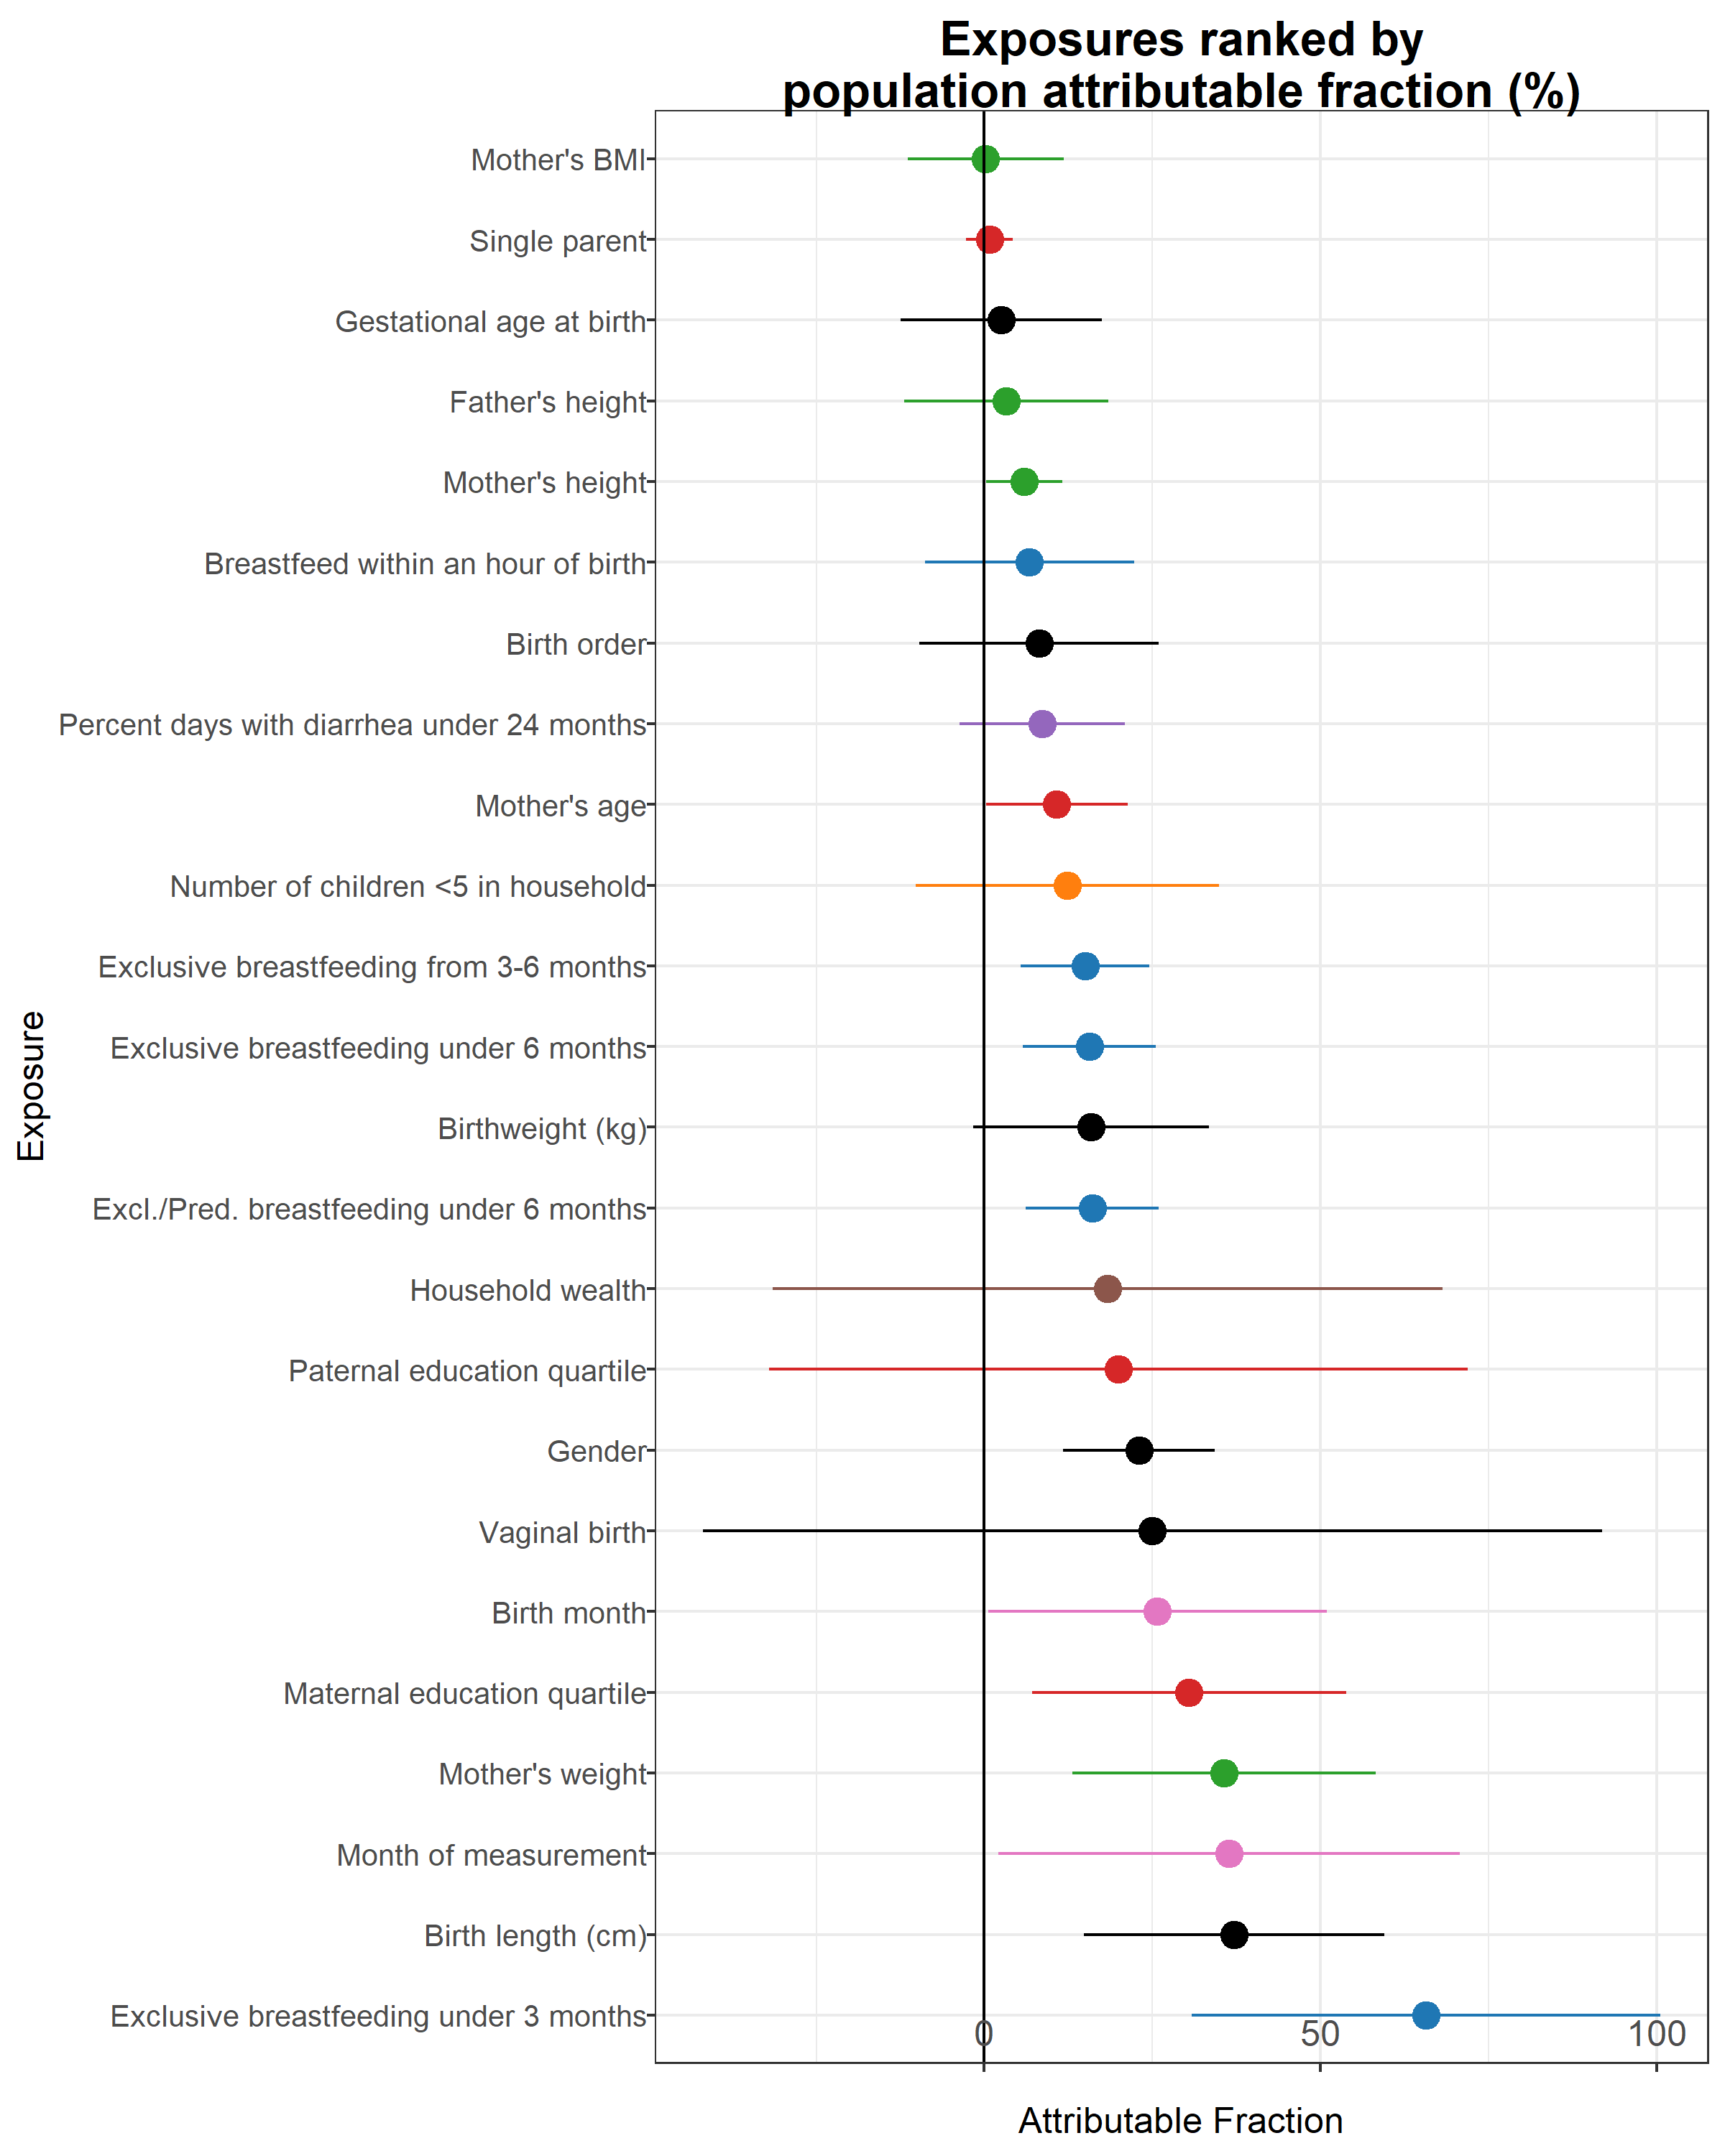 Exposures ranked by
population attributable fraction (%)
Mother's BMI
Single parent
Gestational age at birth
Father's height
Mother's height
Breastfeed within an hour of birth
Birth order
Percent days with diarrhea under 24 months
Mother's age
Number of children <5 in household
Exclusive breastfeeding from 3-6 months
Exclusive breastfeeding under 6 months
Birthweight (kg)
Excl./Pred. breastfeeding under 6 months
Household wealth
Paternal education quartile
Gender
Vaginal birth
Birth month
Maternal education quartile
Mother's weight
Month of measurement
Birth length (cm)
Exclusive breastfeeding under 3 months
Exposure
0 50 100
Attributable Fraction